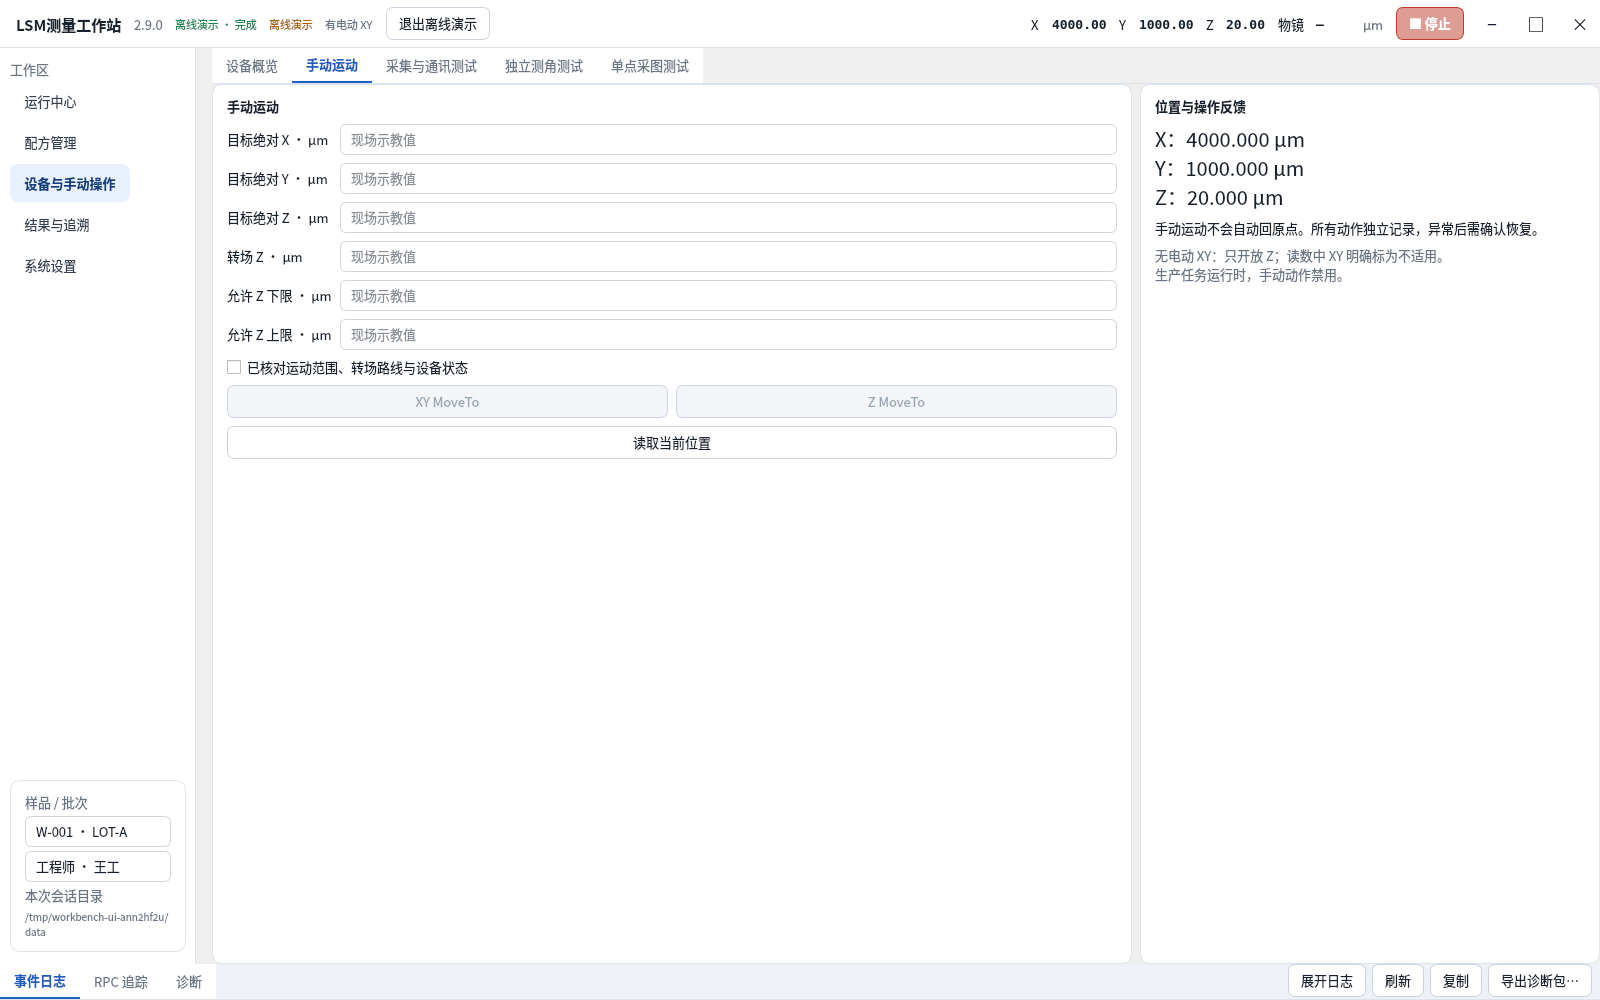 LSM测量工作站 2.9.0 离线演示 · 完成 离线演示 有电动 XY 退出离线演示 X 4000.00 Y 1000.00 Z 20.00 物镜 — μm 停止
工作区
运行中心
配方管理
设备与手动操作
结果与追溯
系统设置
样品 / 批次
W-001 · LOT-A
工程师 · 王工
本次会话目录
/tmp/workbench-ui-ann2hf2u/
data
设备概览 手动运动 采集与通讯测试 独立测角测试 单点采图测试
手动运动
目标绝对 X · μm 现场示教值
目标绝对 Y · μm 现场示教值
目标绝对 Z · μm 现场示教值
转场 Z · μm 现场示教值
允许 Z 下限 · μm 现场示教值
允许 Z 上限 · μm 现场示教值
已核对运动范围、转场路线与设备状态
XY MoveTo Z MoveTo
读取当前位置
位置与操作反馈
X：4000.000 μm
Y：1000.000 μm
Z：20.000 μm
手动运动不会自动回原点。所有动作独立记录，异常后需确认恢复。
无电动 XY：只开放 Z；读数中 XY 明确标为不适用。
生产任务运行时，手动动作禁用。
事件日志 RPC 追踪 诊断 展开日志 刷新 复制 导出诊断包…